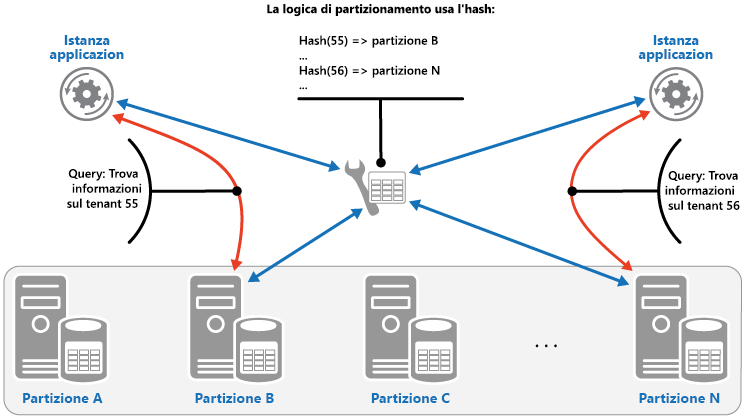 La logica di partizionamento usa l'hash:
Istanza
applicazion
Hash(55) => partizione B
...
Hash(56) => partizione N
...
Istanza
applicazion
Query: Trova
informazioni
sul tenant 55
Query: Trova
informazioni
sul tenant 56
...
Partizione A
Partizione B
Partizione C
Partizione N